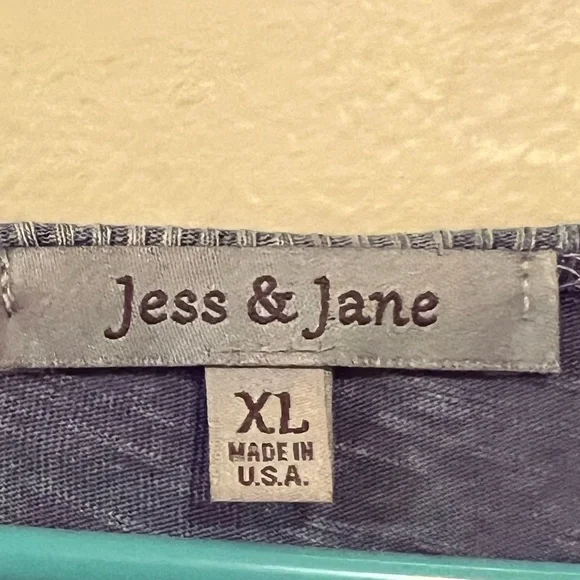 Jess & Jane
XL
MADE IN
U.S.A.